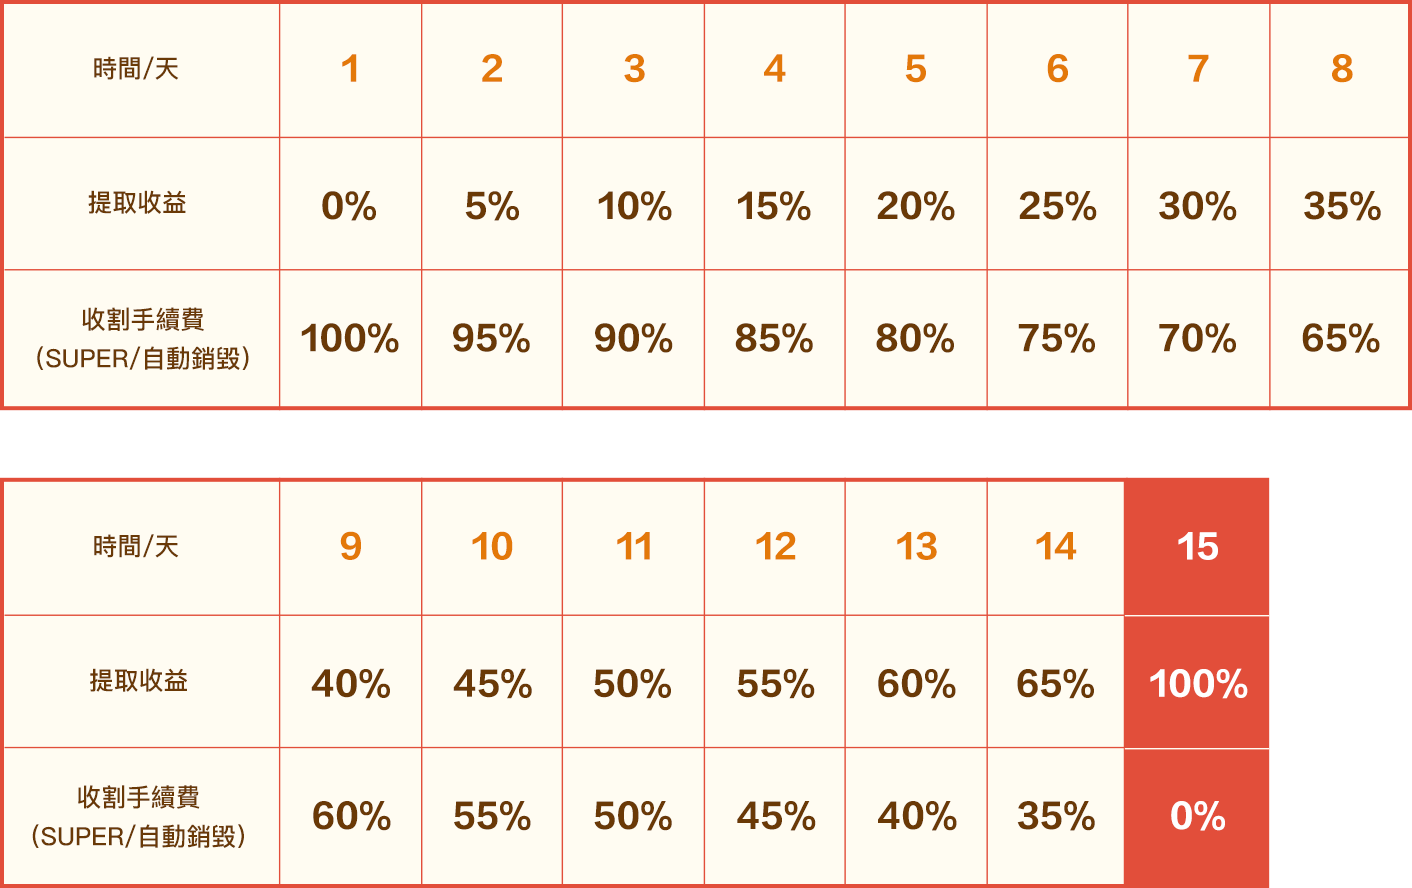 時間/天 1 2 3 4 5 6 7 8
提取收益 0% 5% 10% 15% 20% 25% 30% 35%
收割手續費
(SUPER/自動銷毀) 100% 95% 90% 85% 80% 75% 70% 65%
時間/天 9 10 11 12 13 14 15
提取收益 40% 45% 50% 55% 60% 65% 100%
收割手續費
(SUPER/自動銷毀) 60% 55% 50% 45% 40% 35% 0%